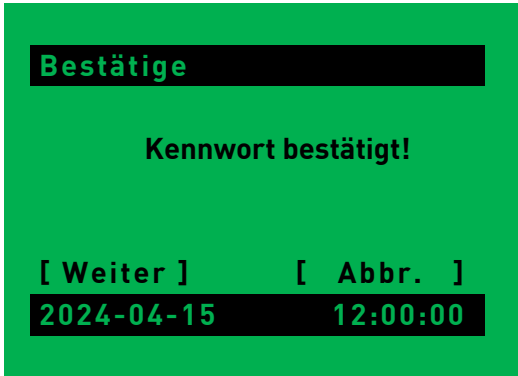 Bestätige
Kennwort bestätigt!
[ Weiter ] [ Abbr. ]
2024-04-15 12:00:00